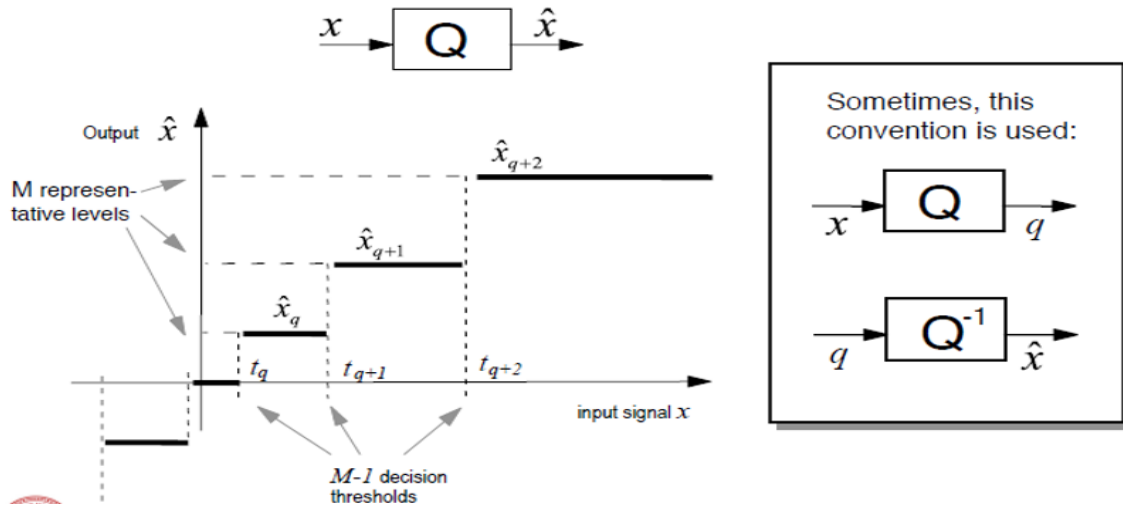 x Q x̂
Output x̂
M represen-
tative levels
x̂q+2
x̂q+1
x̂q
tq tq+1 tq+2
input signal x
M-1 decision
thresholds
Sometimes, this
convention is used:
x Q q
q Q-1 x̂